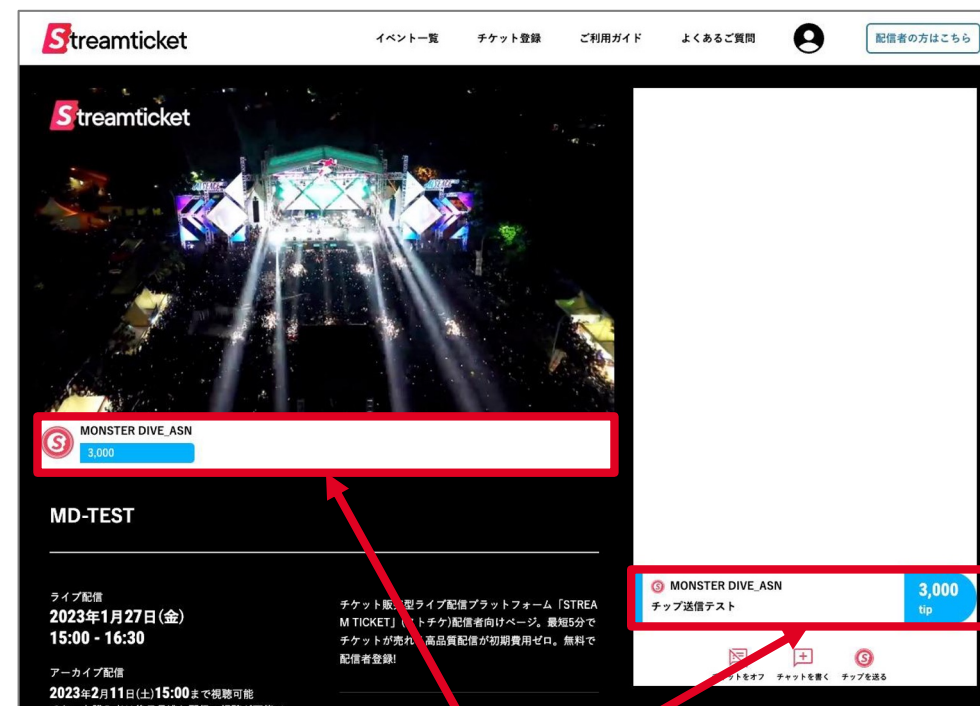 Streamticket
イベント一覧
チケット登録
ご利用ガイド
よくあるご質問
配信者の方はこちら
Streamticket
MONSTER DIVE_ASN
3,000
MD-TEST
ライブ配信
2023年1月27日(金)
15:00 - 16:30
アーカイブ配信
2023年2月11日(土)15:00まで視聴可能
チケット販 型ライブ配信プラットフォーム「STREA
M TICKET」( トチケ)配信者向けページ。最短5分で
チケットが売れ 高品質配信が初期費用ゼロ。無料で
配信者登録!
MONSTER DIVE_ASN
チップ送信テスト
3,000
tip
ットをオフ
チャットを書く
チップを送る